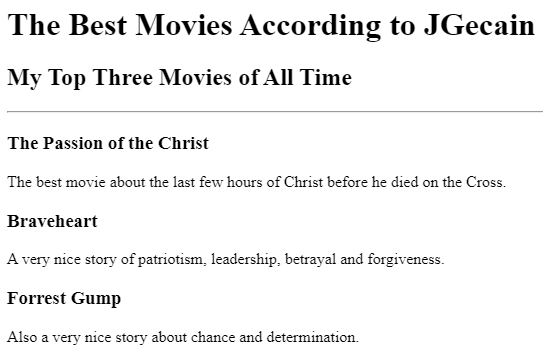 The Best Movies According to JGecain
My Top Three Movies of All Time
The Passion of the Christ
The best movie about the last few hours of Christ before he died on the Cross.
Braveheart
A very nice story of patriotism, leadership, betrayal and forgiveness.
Forrest Gump
Also a very nice story about chance and determination.